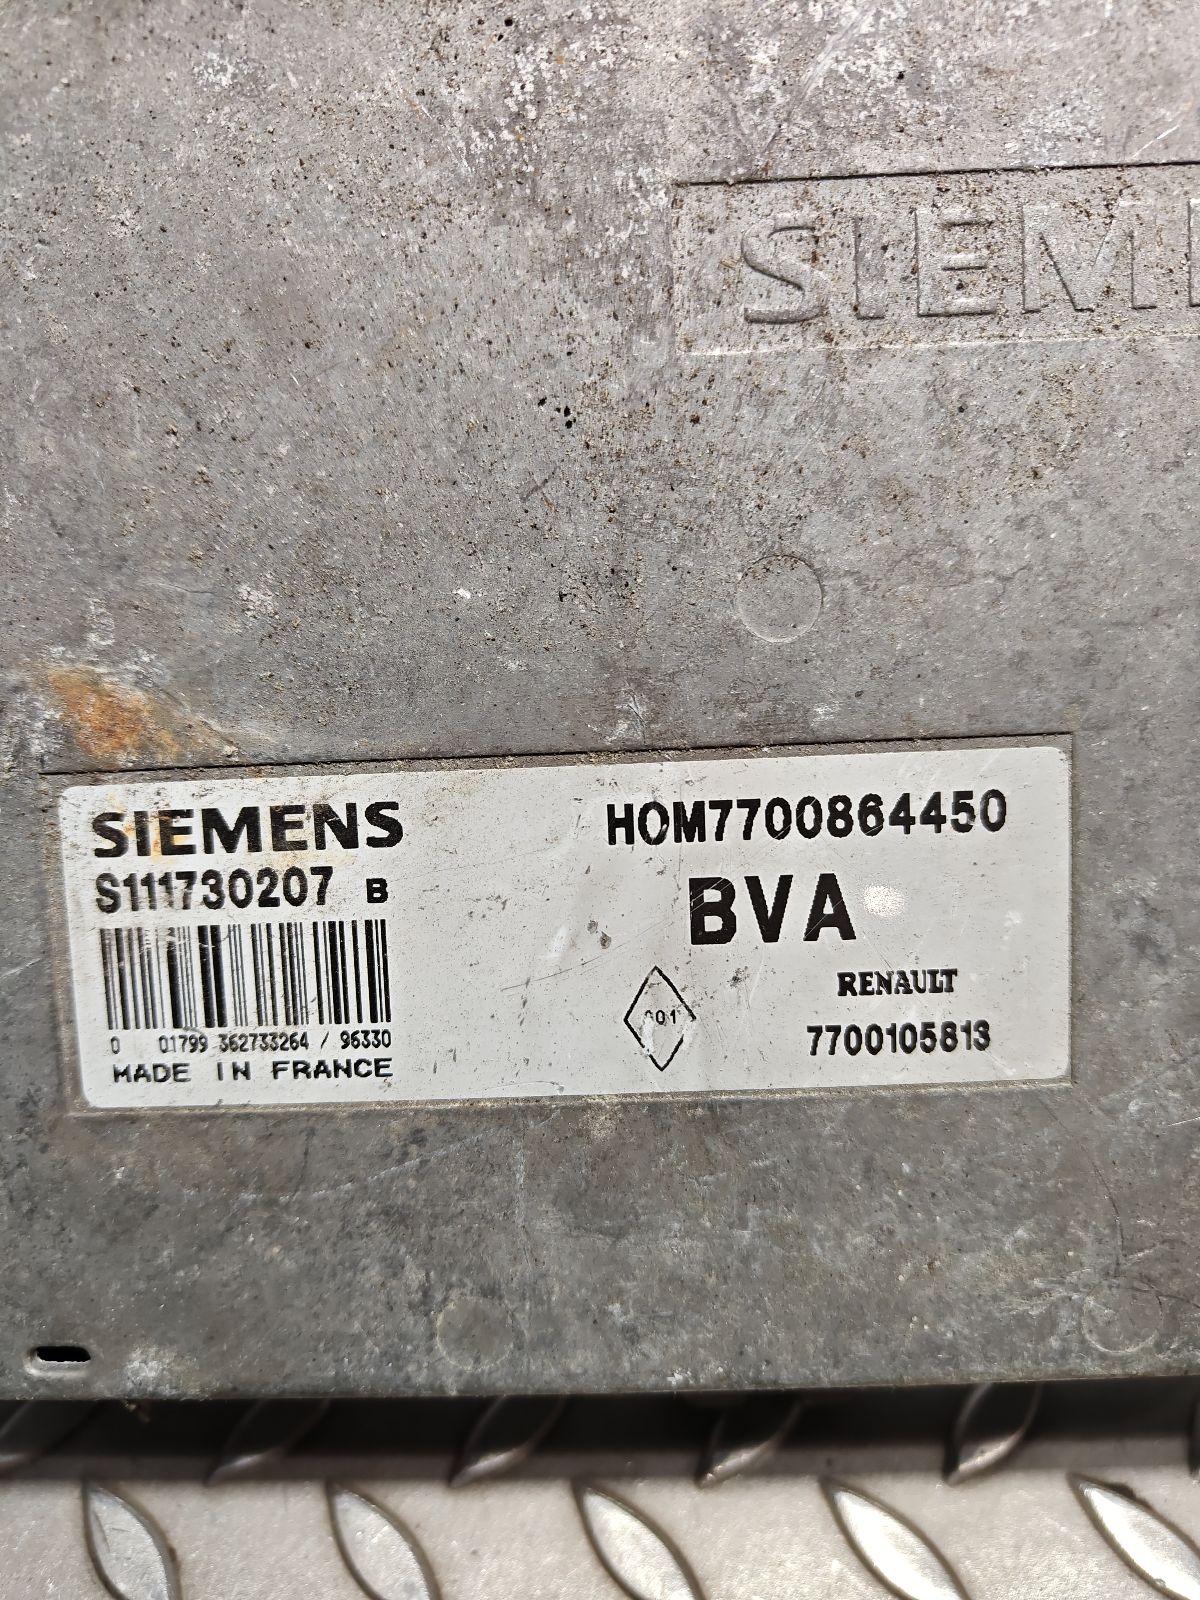 SIEM
SIEMENS
S111730207 B
0 01799 362733264 / 96330
MADE IN FRANCE
HOM7700864450
BVA
RENAULT
7700105813